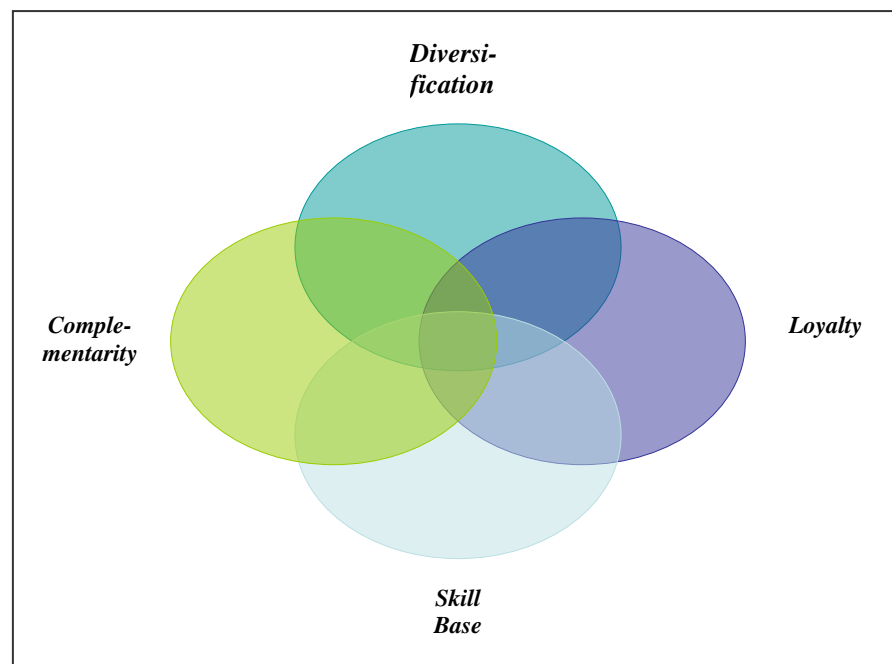 Diversi-
fication
Comple-
mentarity
Loyalty
Skill
Base